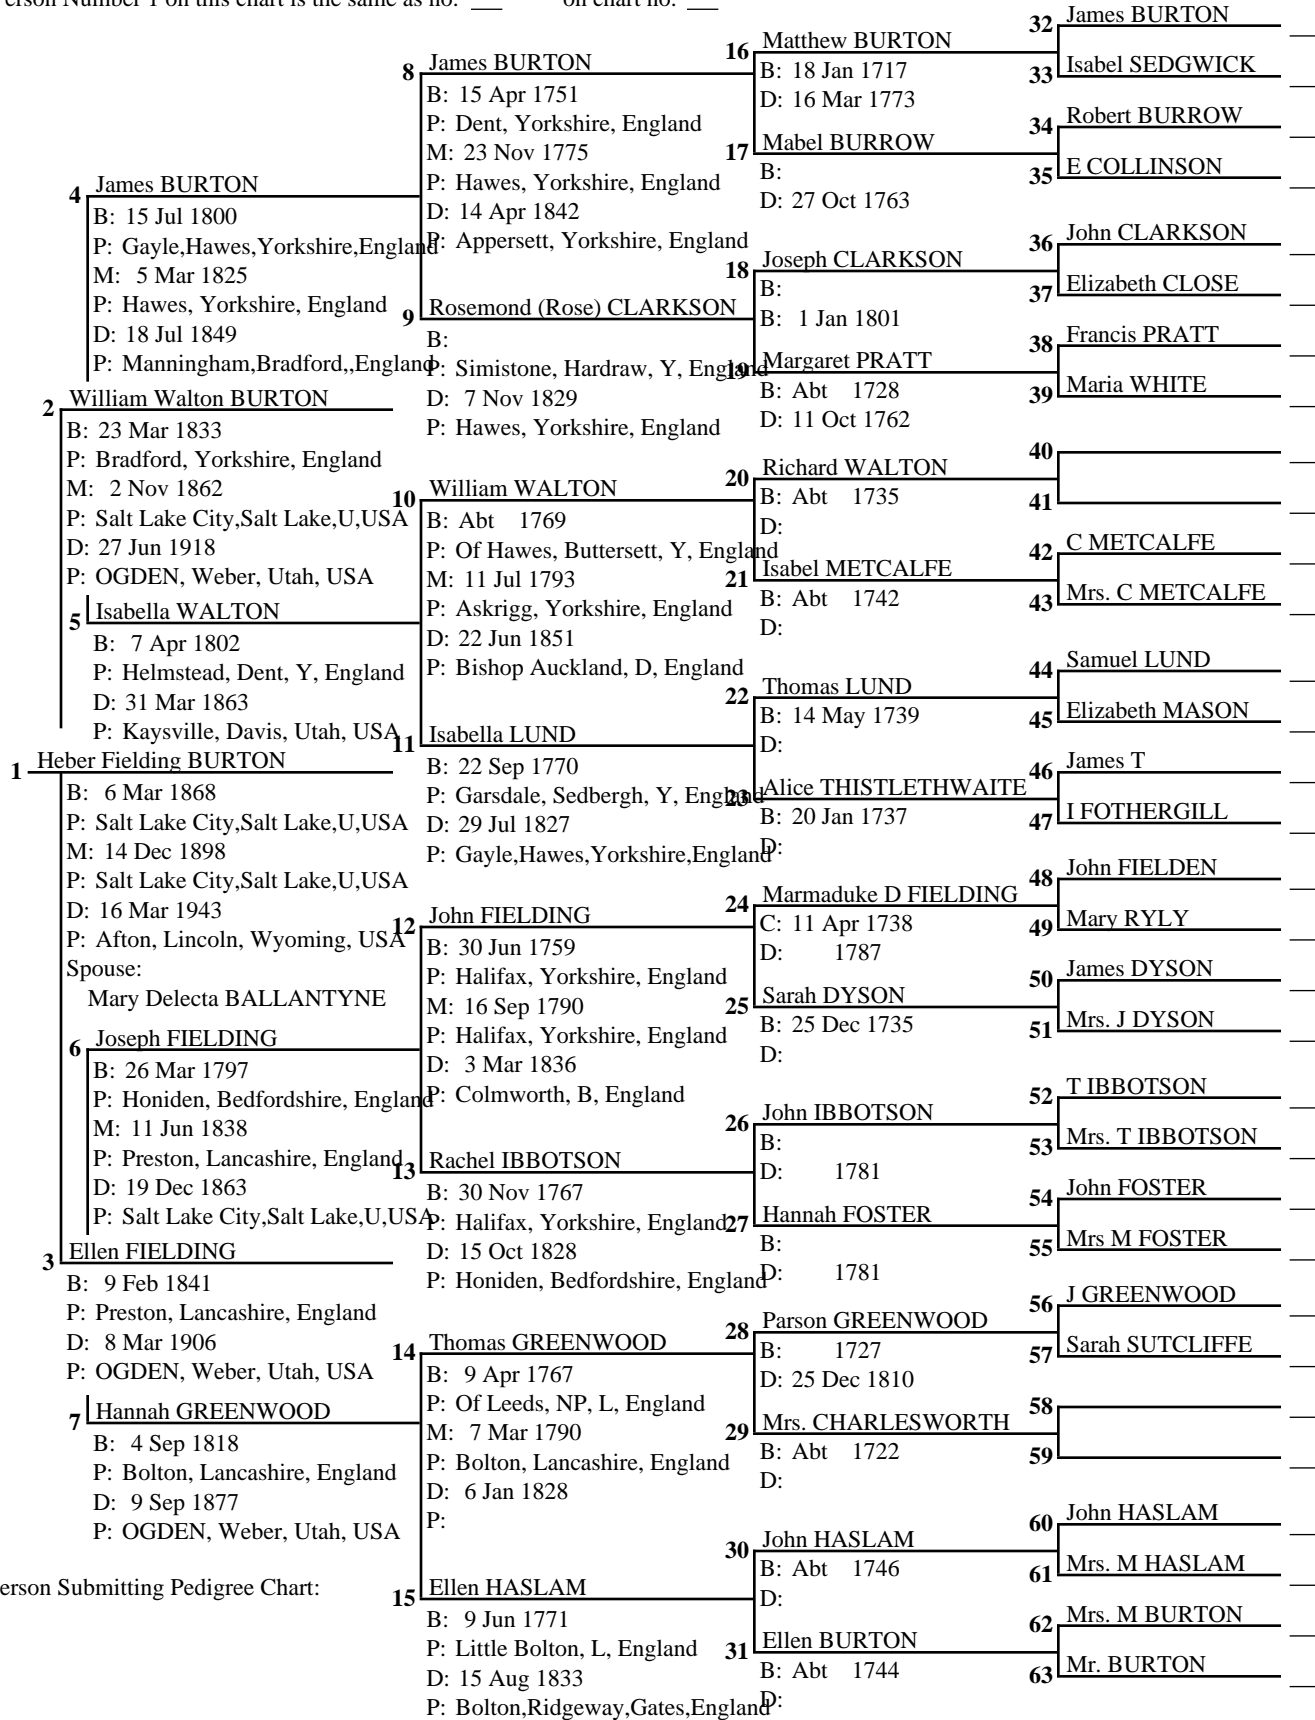 erson Number 1 on this chart is the same as no. ___ on chart no. ___
4 James BURTON
B: 15 Jul 1800
P: Gayle,Hawes,Yorkshire,England
M: 5 Mar 1825
P: Hawes, Yorkshire, England
D: 18 Jul 1849
P: Manningham,Bradford,,England
2 William Walton BURTON
B: 23 Mar 1833
P: Bradford, Yorkshire, England
M: 2 Nov 1862
P: Salt Lake City,Salt Lake,U,USA
D: 27 Jun 1918
P: OGDEN, Weber, Utah, USA
5 Isabella WALTON
B: 7 Apr 1802
P: Helmstead, Dent, Y, England
D: 31 Mar 1863
P: Kaysville, Davis, Utah, USA
1 Heber Fielding BURTON
B: 6 Mar 1868
P: Salt Lake City,Salt Lake,U,USA
M: 14 Dec 1898
P: Salt Lake City,Salt Lake,U,USA
D: 16 Mar 1943
P: Afton, Lincoln, Wyoming, USA
Spouse:
Mary Delecta BALLANTYNE
6 Joseph FIELDING
B: 26 Mar 1797
P: Honiden, Bedfordshire, England
M: 11 Jun 1838
P: Preston, Lancashire, England
D: 19 Dec 1863
P: Salt Lake City,Salt Lake,U,USA
3 Ellen FIELDING
B: 9 Feb 1841
P: Preston, Lancashire, England
D: 8 Mar 1906
P: OGDEN, Weber, Utah, USA
7 Hannah GREENWOOD
B: 4 Sep 1818
P: Bolton, Lancashire, England
D: 9 Sep 1877
P: OGDEN, Weber, Utah, USA
erson Submitting Pedigree Chart:
8 James BURTON
B: 15 Apr 1751
P: Dent, Yorkshire, England
M: 23 Nov 1775
P: Hawes, Yorkshire, England
D: 14 Apr 1842
P: Appersett, Yorkshire, England
9 Rosemond (Rose) CLARKSON
B:
P: Simistone, Hardraw, Y, England
D: 7 Nov 1829
P: Hawes, Yorkshire, England
10 William WALTON
B: Abt 1769
P: Of Hawes, Buttersett, Y, England
M: 11 Jul 1793
P: Askrigg, Yorkshire, England
D: 22 Jun 1851
P: Bishop Auckland, D, England
11 Isabella LUND
B: 22 Sep 1770
P: Garsdale, Sedbergh, Y, England
D: 29 Jul 1827
P: Gayle,Hawes,Yorkshire,England
12 John FIELDING
B: 30 Jun 1759
P: Halifax, Yorkshire, England
M: 16 Sep 1790
P: Halifax, Yorkshire, England
D: 3 Mar 1836
P: Colmworth, B, England
13 Rachel IBBOTSON
B: 30 Nov 1767
P: Halifax, Yorkshire, England
D: 15 Oct 1828
P: Honiden, Bedfordshire, England
14 Thomas GREENWOOD
B: 9 Apr 1767
P: Of Leeds, NP, L, England
M: 7 Mar 1790
P: Bolton, Lancashire, England
D: 6 Jan 1828
P:
15 Ellen HASLAM
B: 9 Jun 1771
P: Little Bolton, L, England
D: 15 Aug 1833
P: Bolton,Ridgeway,Gates,England
16 Matthew BURTON
B: 18 Jan 1717
D: 16 Mar 1773
17 Mabel BURROW
B:
D: 27 Oct 1763
18 Joseph CLARKSON
B:
B: 1 Jan 1801
19 Margaret PRATT
B: Abt 1728
D: 11 Oct 1762
20 Richard WALTON
B: Abt 1735
D:
21 Isabel METCALFE
B: Abt 1742
D:
22 Thomas LUND
B: 14 May 1739
D:
23 Alice THISTLETHWAITE
B: 20 Jan 1737
D:
24 Marmaduke D FIELDING
C: 11 Apr 1738
D: 1787
25 Sarah DYSON
B: 25 Dec 1735
D:
26 John IBBOTSON
B:
D: 1781
27 Hannah FOSTER
B:
D: 1781
28 Parson GREENWOOD
B: 1727
D: 25 Dec 1810
29 Mrs. CHARLESWORTH
B: Abt 1722
D:
30 John HASLAM
B: Abt 1746
D:
31 Ellen BURTON
B: Abt 1744
D:
32 James BURTON
33 Isabel SEDGWICK
34 Robert BURROW
35 E COLLINSON
36 John CLARKSON
37 Elizabeth CLOSE
38 Francis PRATT
39 Maria WHITE
40
41
42 C METCALFE
43 Mrs. C METCALFE
44 Samuel LUND
45 Elizabeth MASON
46 James T
47 I FOTHERGILL
48 John FIELDEN
49 Mary RYLY
50 James DYSON
51 Mrs. J DYSON
52 T IBBOTSON
53 Mrs. T IBBOTSON
54 John FOSTER
55 Mrs M FOSTER
56 J GREENWOOD
57 Sarah SUTCLIFFE
58
59
60 John HASLAM
61 Mrs. M HASLAM
62 Mrs. M BURTON
63 Mr. BURTON